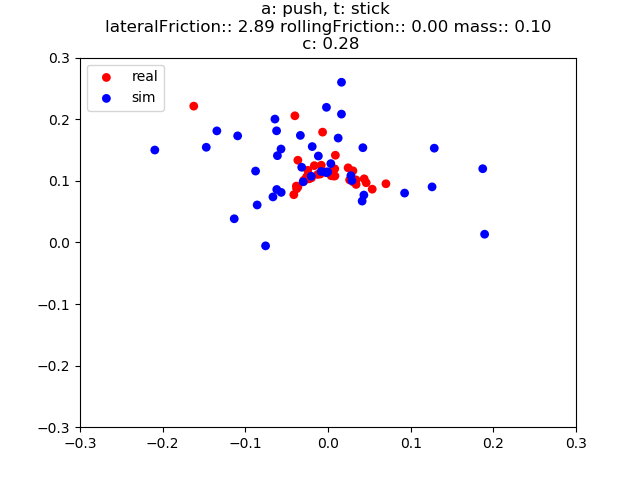 a: push, t: stick
lateralFriction:: 2.89 rollingFriction:: 0.00 mass:: 0.10
c: 0.28
real
sim
0.3
0.2
0.1
0.0
−0.1
−0.2
−0.3
−0.3 −0.2 −0.1 0.0 0.1 0.2 0.3